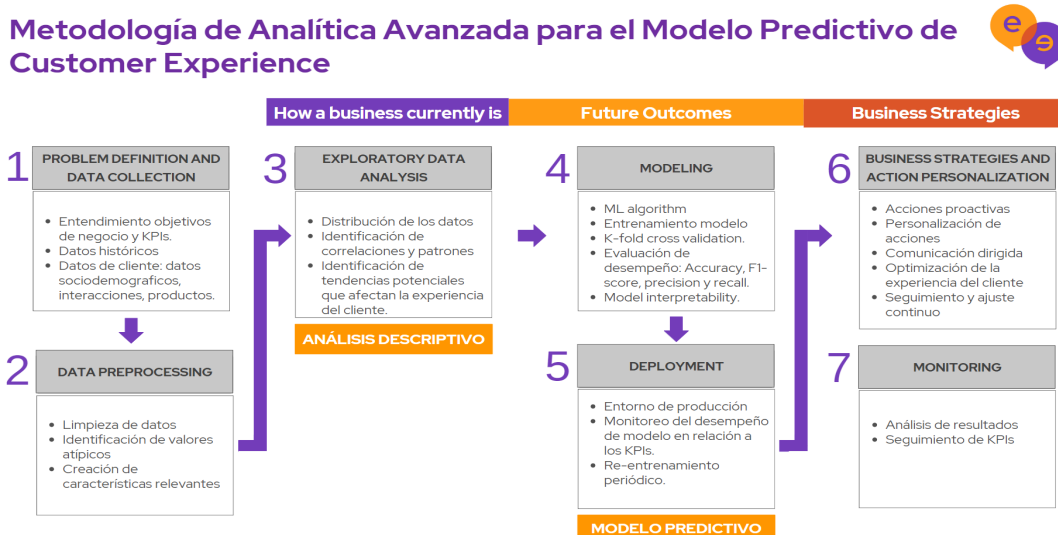 Metodología de Analítica Avanzada para el Modelo Predictivo de
Customer Experience
e
e
How a business currently is
Future Outcomes
Business Strategies
1
PROBLEM DEFINITION AND
DATA COLLECTION
• Entendimiento objetivos
de negocio y KPIs.
• Datos históricos
• Datos de cliente: datos
sociodemograficos,
interacciones, productos.
2
DATA PREPROCESSING
• Limpieza de datos
• Identificación de valores
atípicos
• Creación de
características relevantes
3
EXPLORATORY DATA
ANALYSIS
• Distribución de los datos
• Identificación de
correlaciones y patrones
• Identificación de
tendencias potenciales
que afectan la experiencia
del cliente.
ANÁLISIS DESCRIPTIVO
4
MODELING
• ML algorithm
• Entrenamiento modelo
• K-fold cross validation.
• Evaluación de
desempeño: Accuracy, F1-
score, precision y recall.
• Model interpretability.
5
DEPLOYMENT
• Entorno de producción
• Monitoreo del desempeño
de modelo en relación a
los KPIs.
• Re-entrenamiento
periódico.
MODELO PREDICTIVO
6
BUSINESS STRATEGIES AND
ACTION PERSONALIZATION
• Acciones proactivas
• Personalización de
acciones
• Comunicación dirigida
• Optimización de la
experiencia del cliente
• Seguimiento y ajuste
continuo
7
MONITORING
• Análisis de resultados
• Seguimiento de KPIs